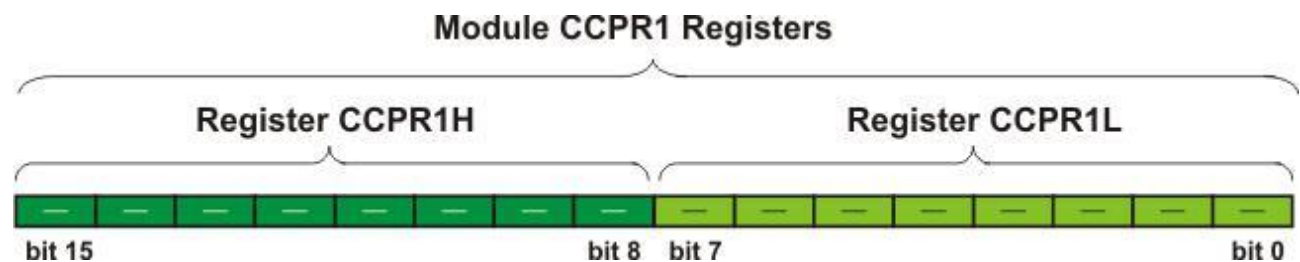 Module CCPR1 Registers
Register CCPR1H Register CCPR1L
— — — — — — — — — — — — — — — —
bit 15 bit 8 bit 7 bit 0